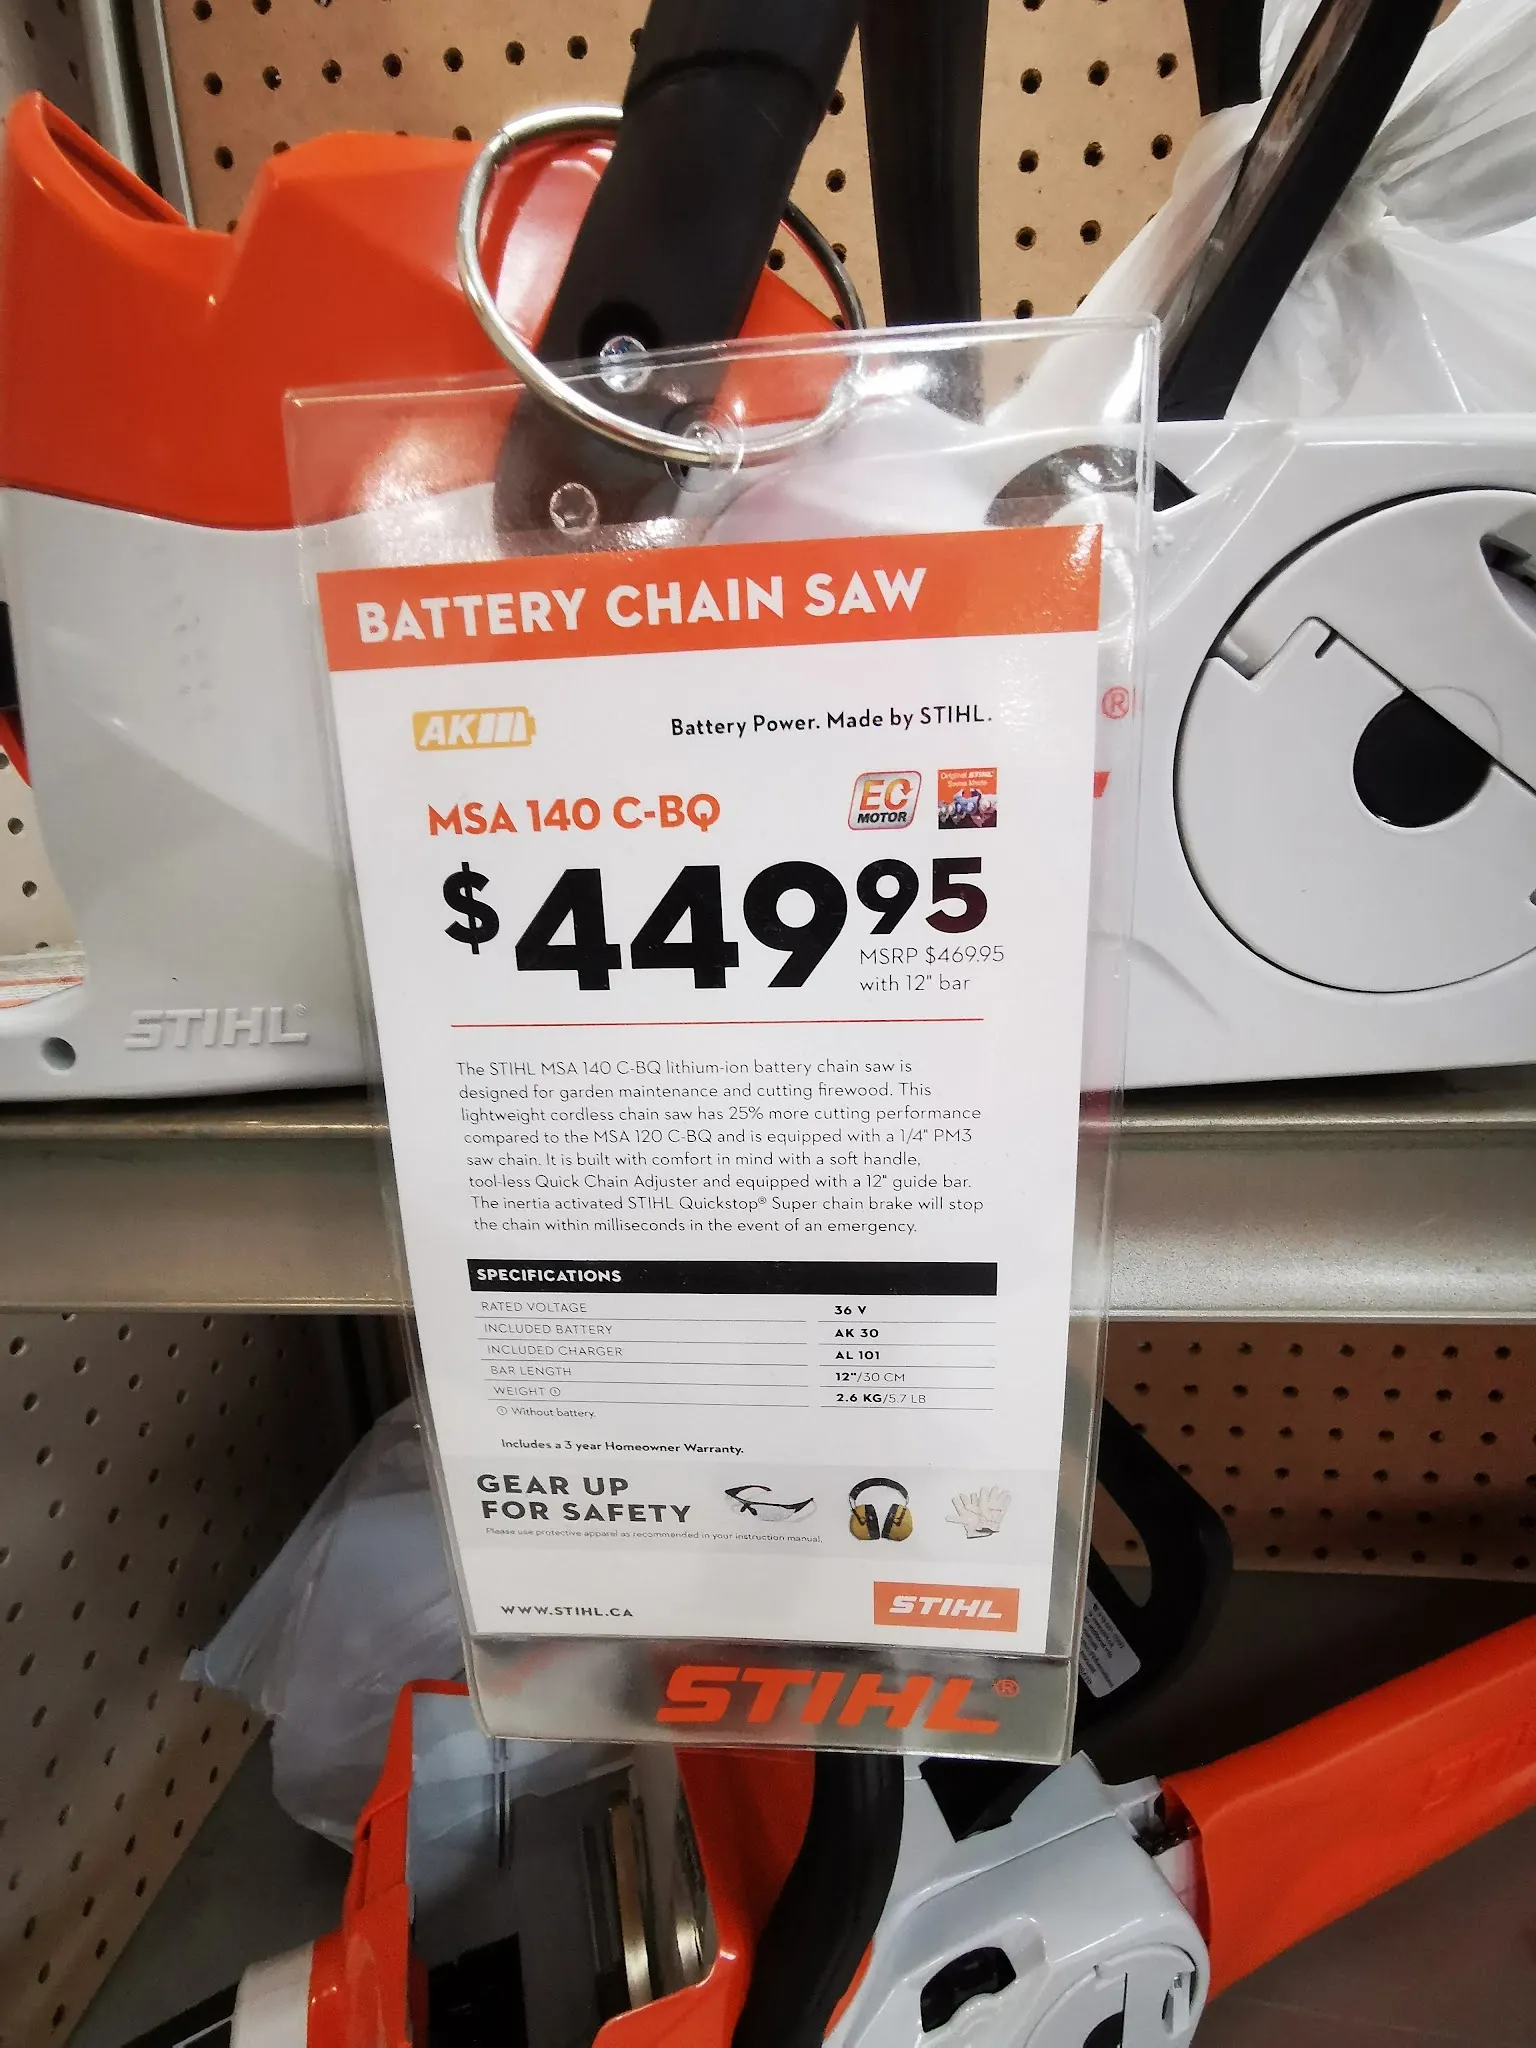 BATTERY CHAIN SAW
AK
Battery Power. Made by STIHL.
MSA 140 C-BQ
EC
MOTOR
Original STIHL
$449 95
MSRP $469.95
with 12" bar
The STIHL MSA 140 C-BQ lithium-ion battery chain saw is
designed for garden maintenance and cutting firewood. This
lightweight cordless chain saw has 25% more cutting performance
compared to the MSA 120 C-BQ and is equipped with a 1/4" PM3
saw chain. It is built with comfort in mind with a soft handle,
tool-less Quick Chain Adjuster and equipped with a 12" guide bar.
The inertia activated STIHL Quickstop® Super chain brake will stop
the chain within milliseconds in the event of an emergency.
SPECIFICATIONS
RATED VOLTAGE 36 V
INCLUDED BATTERY AK 30
INCLUDED CHARGER AL 101
BAR LENGTH 12"/30 CM
WEIGHT ① 2.6 KG/5.7 LB
① Without battery.
Includes a 3 year Homeowner Warranty.
GEAR UP
FOR SAFETY
Please use protective apparel as recommended in your instruction manual.
WWW.STIHL.CA
STIHL
STIHL®
STIHL®
®